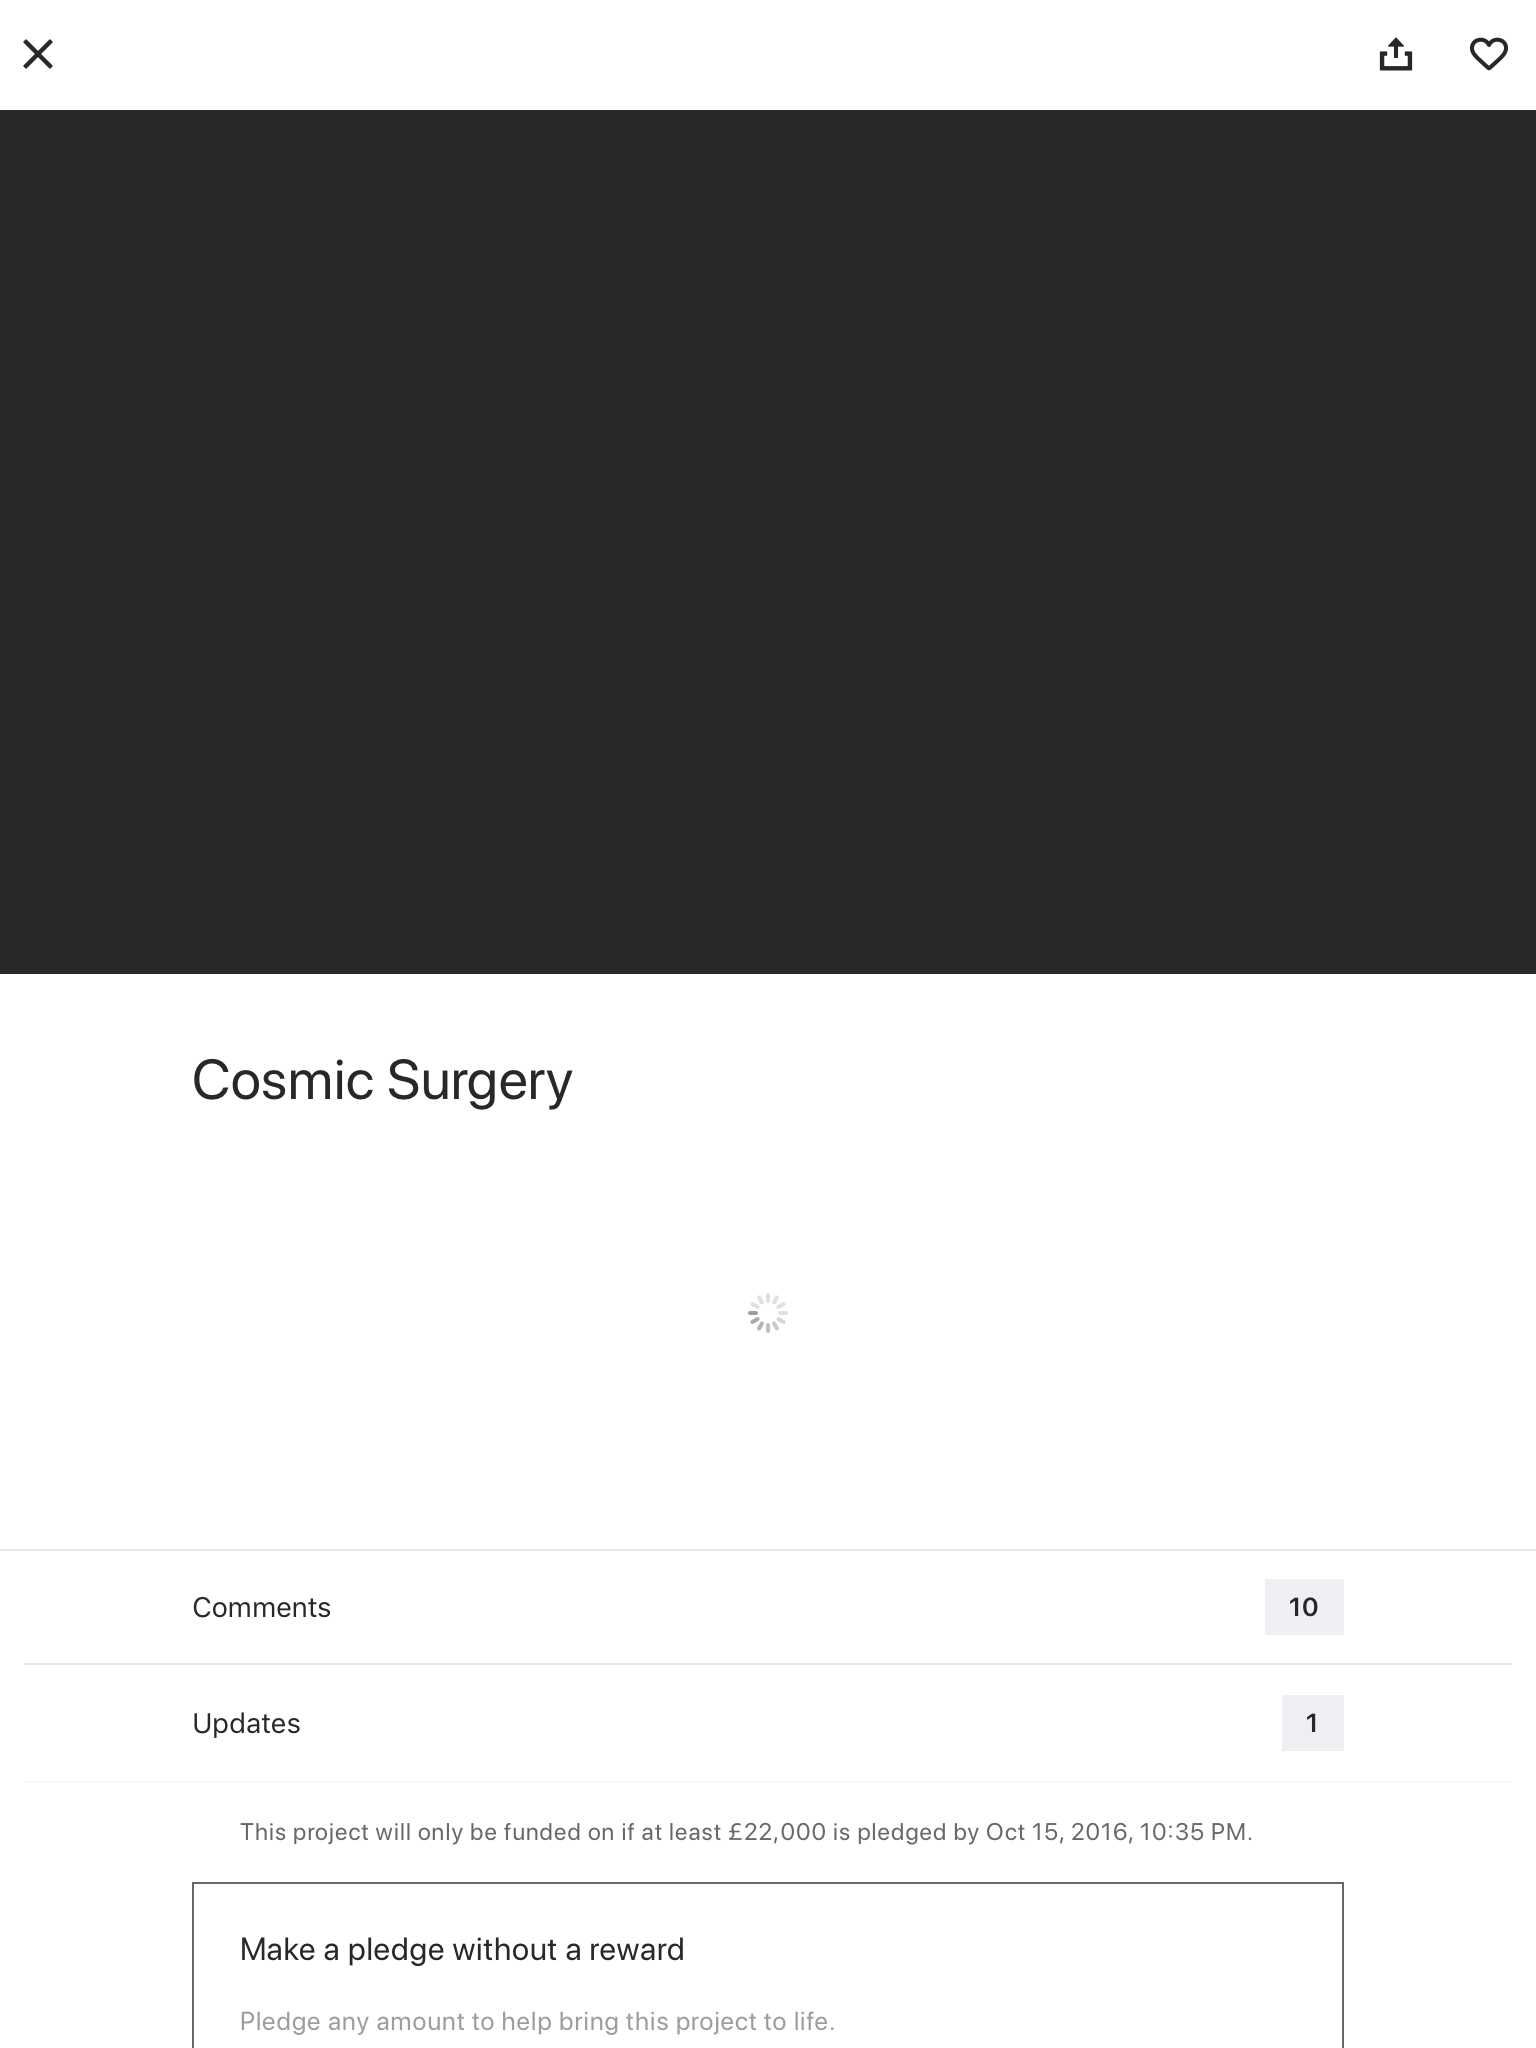 Cosmic Surgery
Comments
10
Updates
1
This project will only be funded on if at least £22,000 is pledged by Oct 15, 2016, 10:35 PM.
Make a pledge without a reward
Pledge any amount to help bring this project to life.